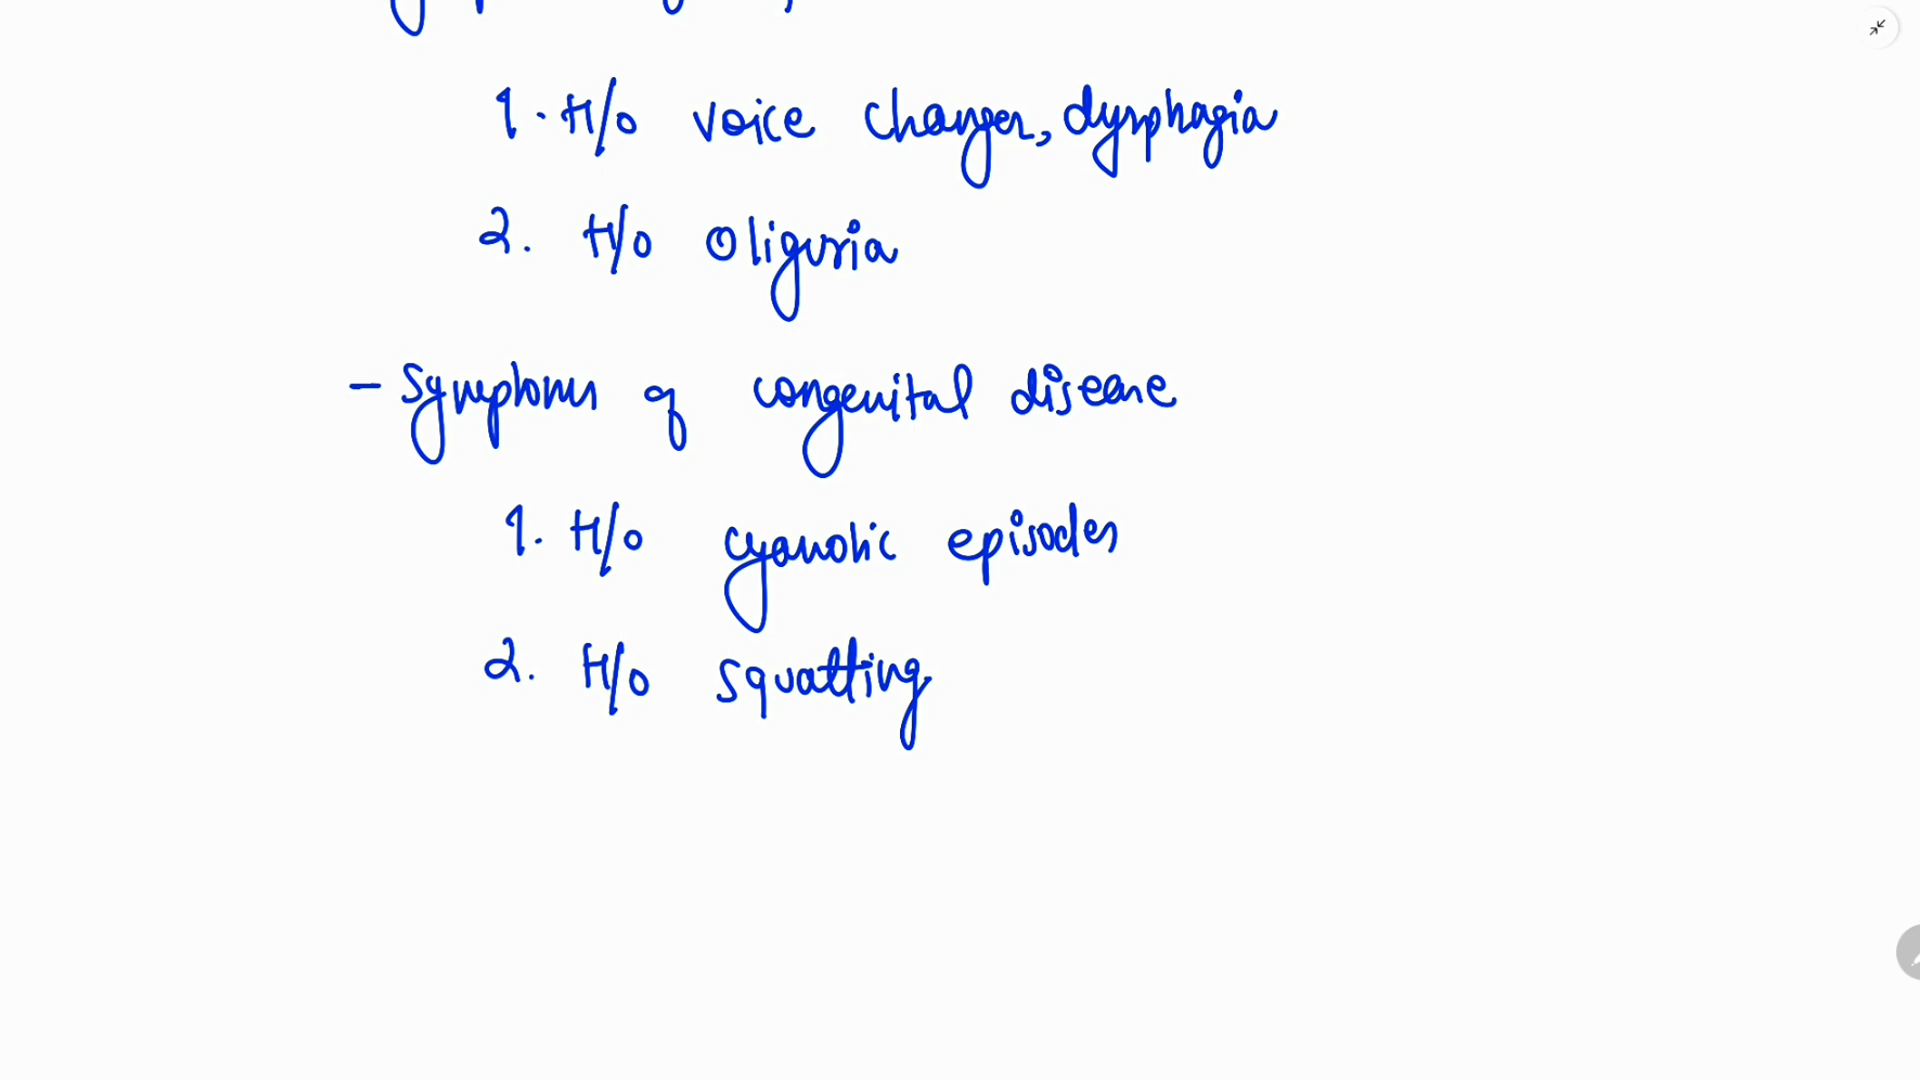 1. H/o voice changes, dysphagia
2. H/o Oliguria
- Symptoms of congenital disease
1. H/o cyanotic episodes
2. H/o squatting